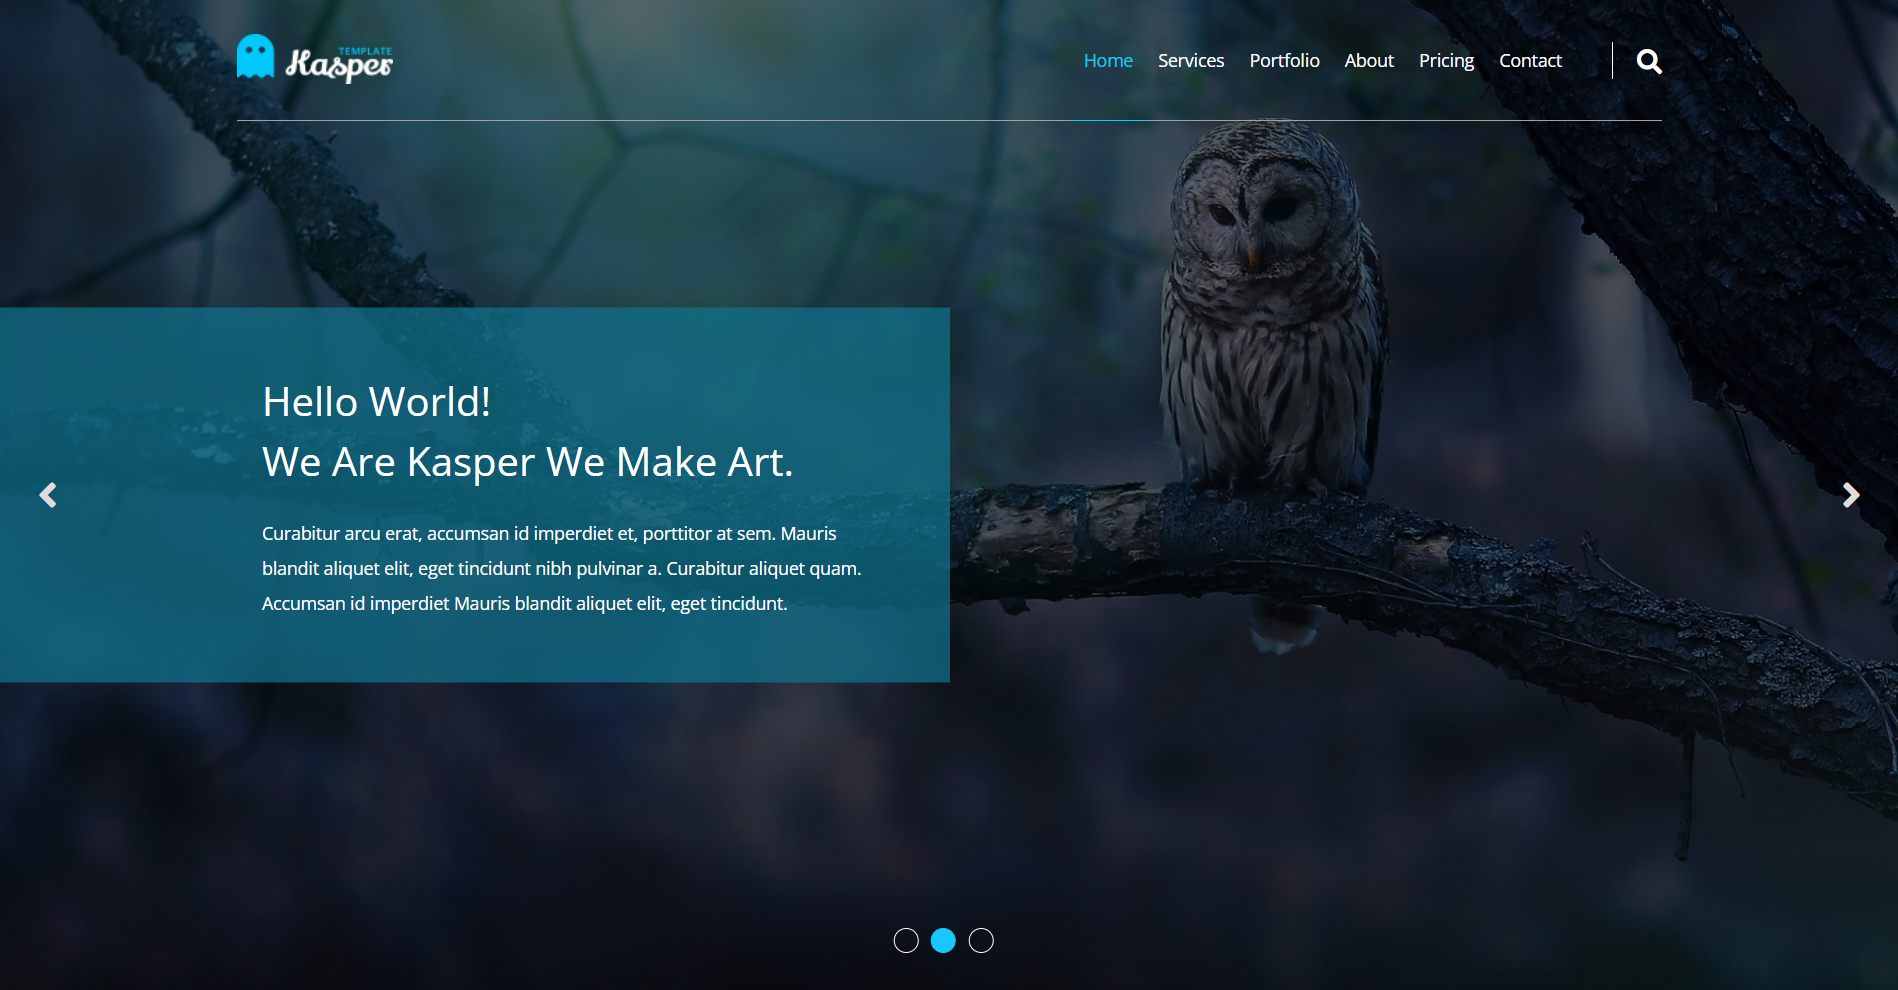 TEMPLATE
Kasper
Home Services Portfolio About Pricing Contact
Hello World!
We Are Kasper We Make Art.
Curabitur arcu erat, accumsan id imperdiet et, porttitor at sem. Mauris
blandit aliquet elit, eget tincidunt nibh pulvinar a. Curabitur aliquet quam.
Accumsan id imperdiet Mauris blandit aliquet elit, eget tincidunt.